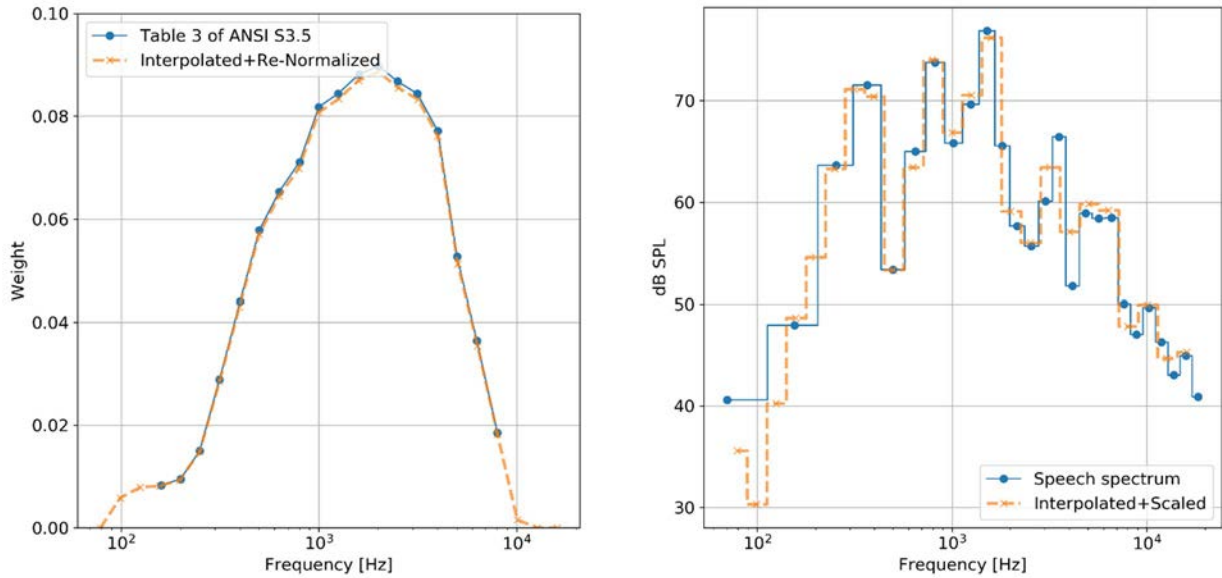 0.10
0.08
0.06
0.04
0.02
0.00
Weight
10²
10³
10⁴
Frequency [Hz]
Table 3 of ANSI S3.5
Interpolated+Re-Normalized
70
60
50
40
30
dB SPL
10²
10³
10⁴
Frequency [Hz]
Speech spectrum
Interpolated+Scaled